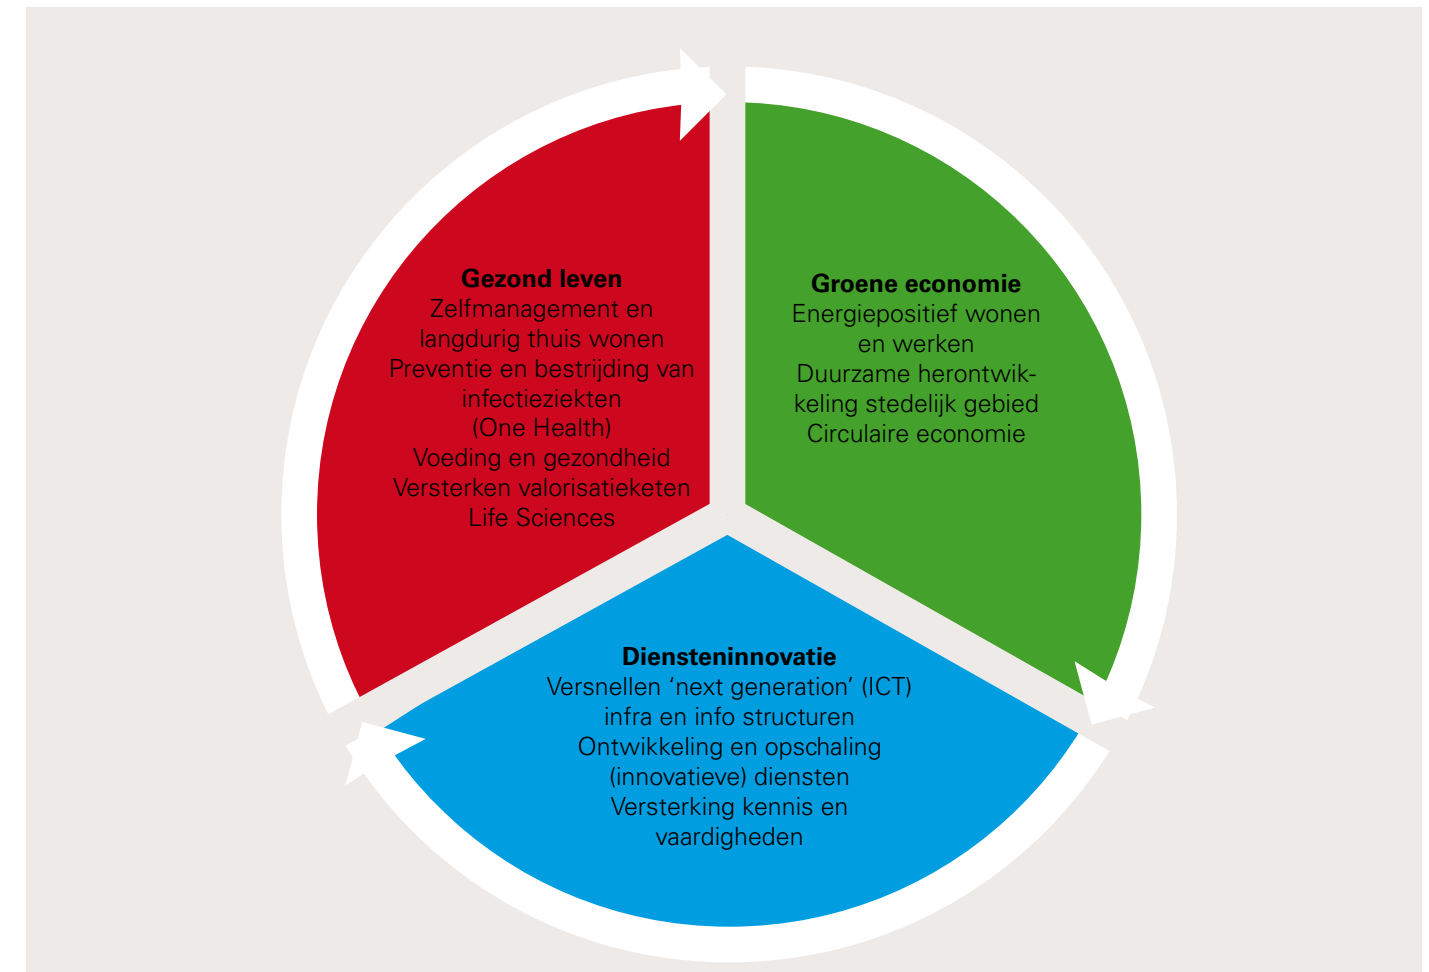 Gezond leven
Zelfmanagement en
langdurig thuis wonen
Preventie en bestrijding van
infectieziekten
(One Health)
Voeding en gezondheid
Versterken valorisatieketen
Life Sciences
Groene economie
Energiepositief wonen
en werken
Duurzame herontwik-
keling stedelijk gebied
Circulaire economie
Diensteninnovatie
Versnellen ‘next generation’ (ICT)
infra en info structuren
Ontwikkeling en opschaling
(innovatieve) diensten
Versterking kennis en
vaardigheden